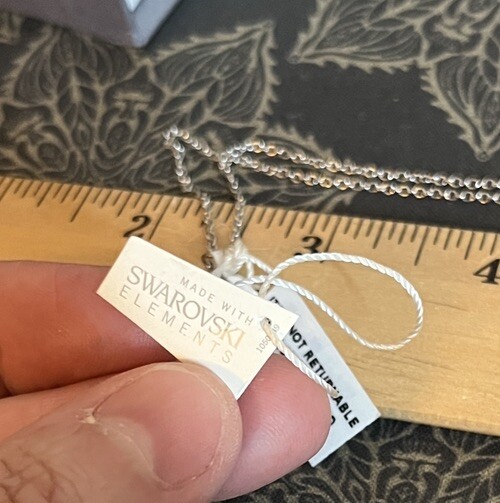 2
3
4
MADE WITH
SWAROVSKI
ELEMENTS
NOT RETURNABLE